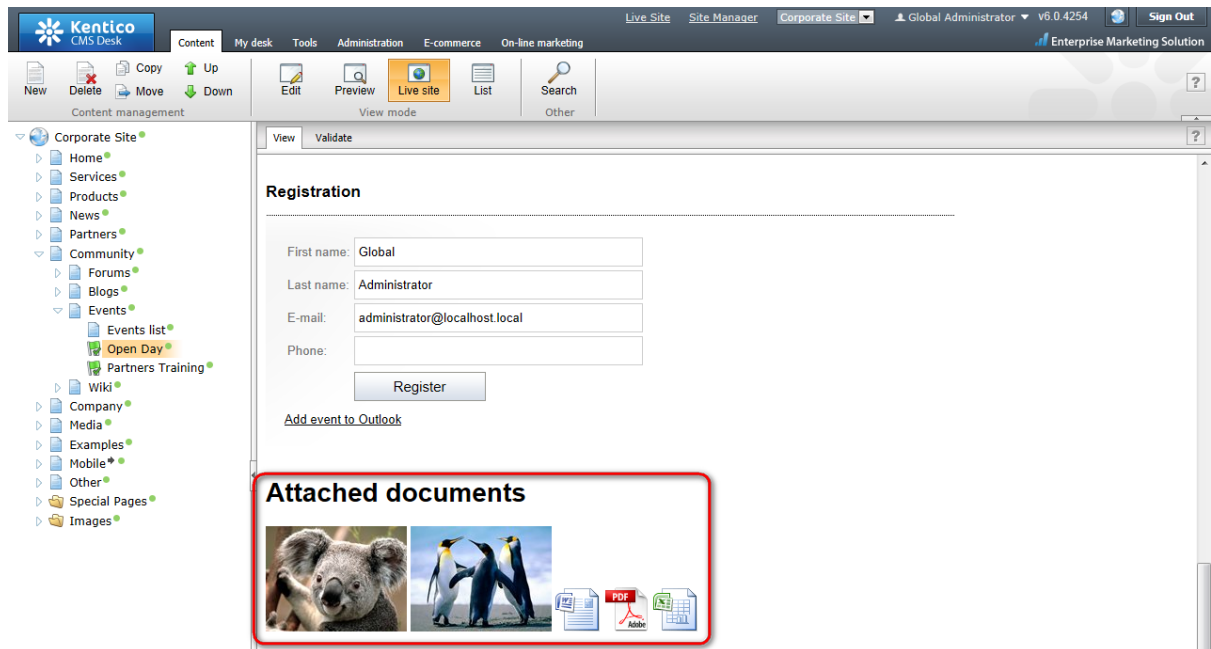 Kentico
CMS Desk
Live Site Site Manager Corporate Site Global Administrator v6.0.4254 Sign Out
Content My desk Tools Administration E-commerce On-line marketing
Enterprise Marketing Solution
New Delete Copy Move Up Down
Content management
Edit Preview Live site List
View mode
Search
Other
?
Corporate Site
Home
Services
Products
News
Partners
Community
Forums
Blogs
Events
Events list
Open Day
Partners Training
Wiki
Company
Media
Examples
Mobile
Other
Special Pages
Images
View Validate
?
Registration
First name: Global
Last name: Administrator
E-mail: administrator@localhost.local
Phone:
Register
Add event to Outlook
Attached documents
PDF
Adobe